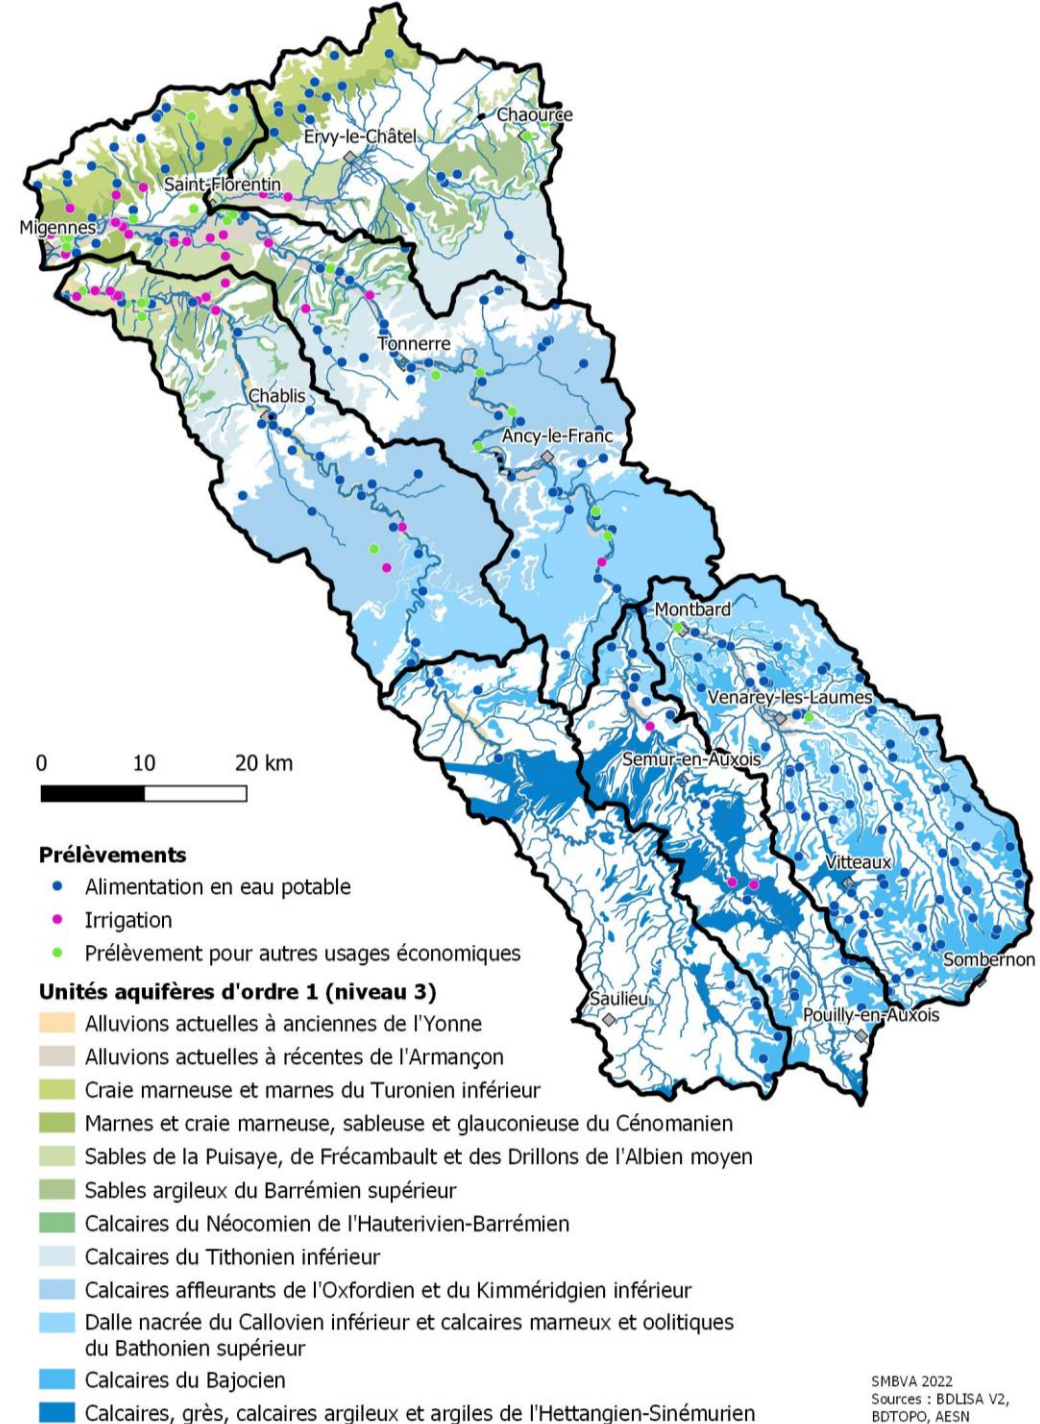 Chaource
Ervy-le-Châtel
Saint-Florentin
Migennes
Tonnerre
Chablis
Ancy-le-Franc
Montbard
Venarey-les-Laumes
Semur-en-Auxois
Vitteaux
Sombernon
Saulieu
Pouilly-en-Auxois
0 10 20 km
Prélèvements
Alimentation en eau potable
Irrigation
Prélèvement pour autres usages économiques
Unités aquifères d'ordre 1 (niveau 3)
Alluvions actuelles à anciennes de l'Yonne
Alluvions actuelles à récentes de l'Armançon
Craie marneuse et marnes du Turonien inférieur
Marnes et craie marneuse, sableuse et glauconieuse du Cénomanien
Sables de la Puisaye, de Frécambault et des Drillons de l'Albien moyen
Sables argileux du Barrémien supérieur
Calcaires du Néocomien de l'Hauterivien-Barrémien
Calcaires du Tithonien inférieur
Calcaires affleurants de l'Oxfordien et du Kimméridgien inférieur
Dalle nacrée du Callovien inférieur et calcaires marneux et oolitiques
du Bathonien supérieur
Calcaires du Bajocien
Calcaires, grès, calcaires argileux et argiles de l'Hettangien-Sinémurien
SMBVA 2022
Sources : BDLISA V2,
BDTOPO, AESN